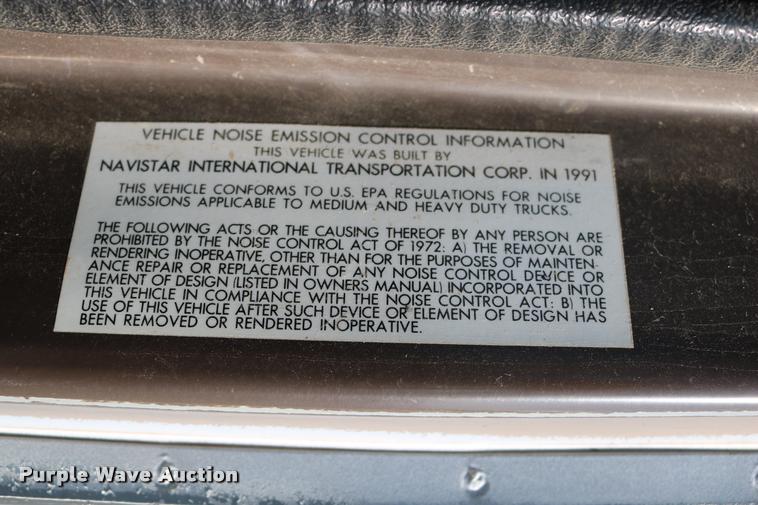 VEHICLE NOISE EMISSION CONTROL INFORMATION
THIS VEHICLE WAS BUILT BY
NAVISTAR INTERNATIONAL TRANSPORTATION CORP. IN 1991
THIS VEHICLE CONFORMS TO U.S. EPA REGULATIONS FOR NOISE
EMISSIONS APPLICABLE TO MEDIUM AND HEAVY DUTY TRUCKS.
THE FOLLOWING ACTS OR THE CAUSING THEREOF BY ANY PERSON ARE
PROHIBITED BY THE NOISE CONTROL ACT OF 1972: A) THE REMOVAL OR
RENDERING INOPERATIVE, OTHER THAN FOR THE PURPOSES OF MAINTEN-
ANCE REPAIR OR REPLACEMENT OF ANY NOISE CONTROL DEVICE OR
ELEMENT OF DESIGN (LISTED IN OWNERS MANUAL) INCORPORATED INTO
THIS VEHICLE IN COMPLIANCE WITH THE NOISE CONTROL ACT: B) THE
USE OF THIS VEHICLE AFTER SUCH DEVICE OR ELEMENT OF DESIGN HAS
BEEN REMOVED OR RENDERED INOPERATIVE.
Purple Wave Auction